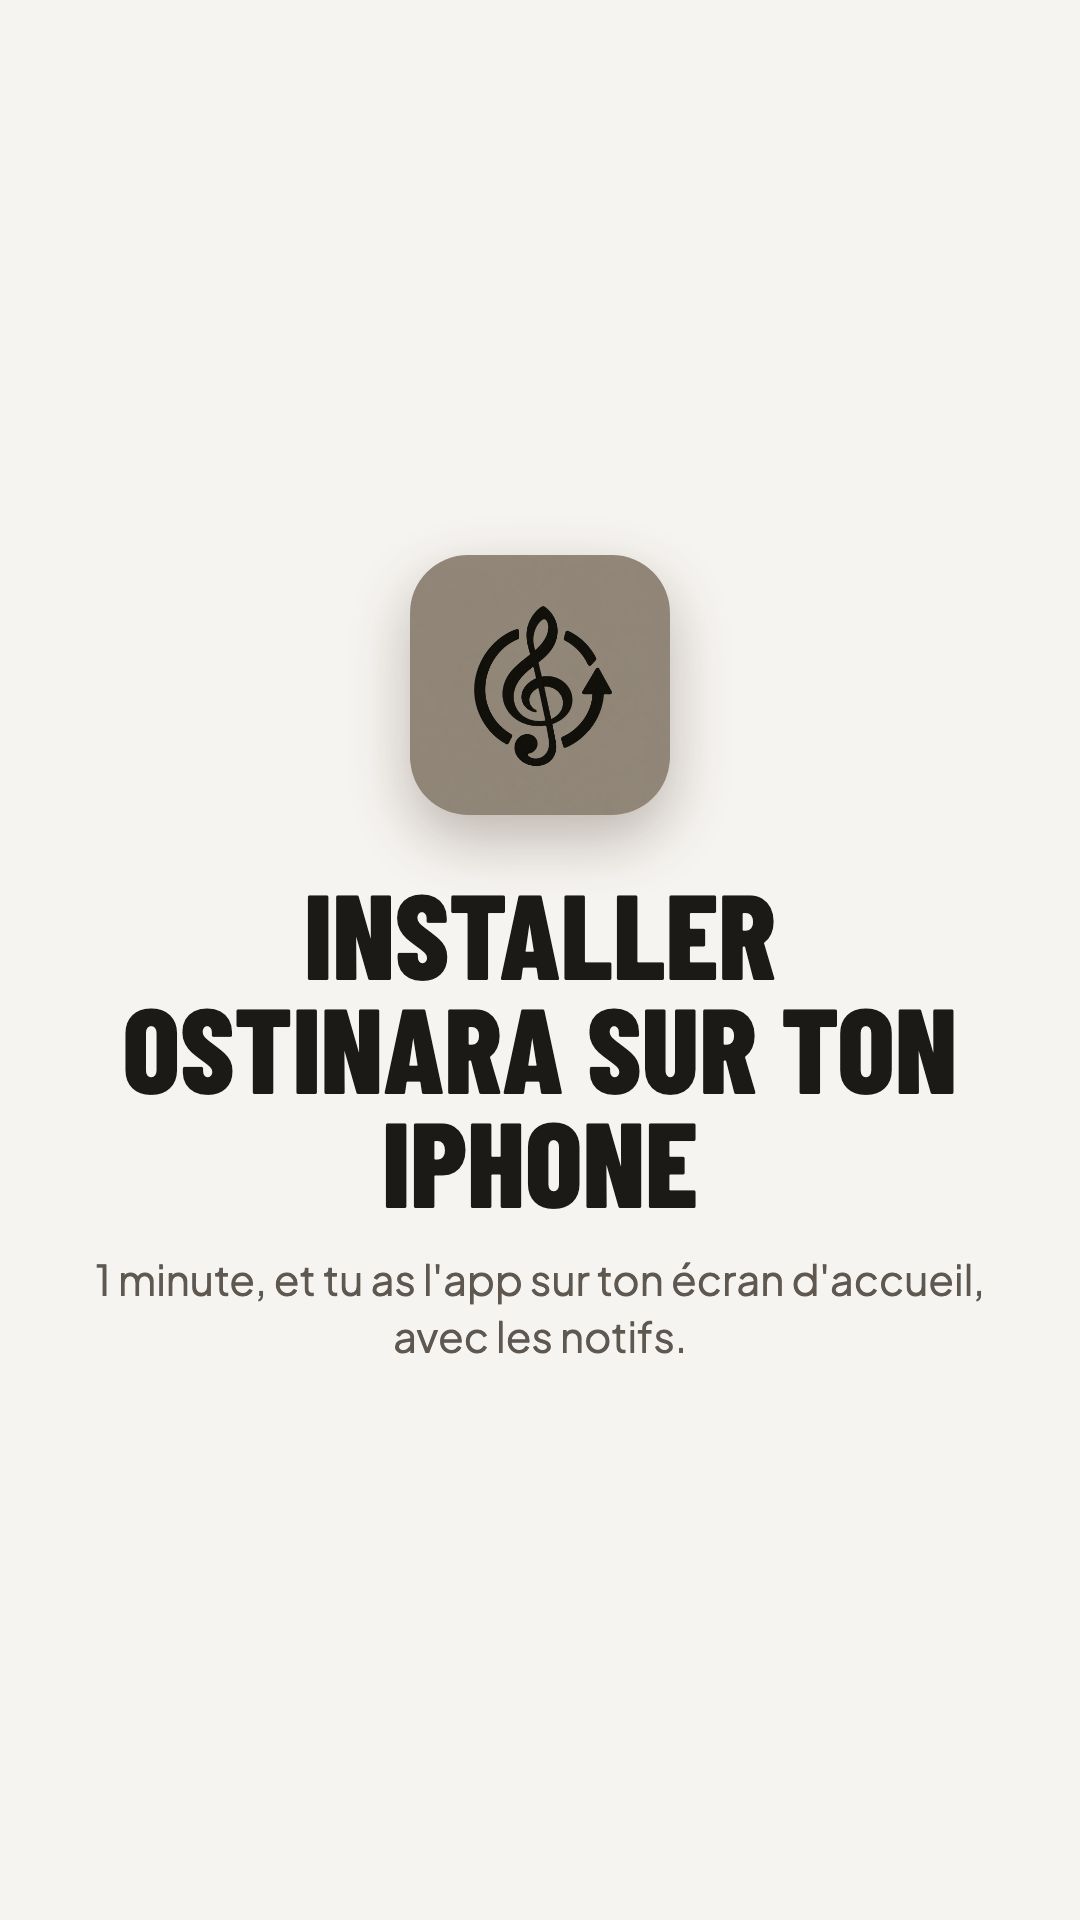 INSTALLER
OSTINARA SUR TON
IPHONE
1 minute, et tu as l'app sur ton écran d'accueil,
avec les notifs.